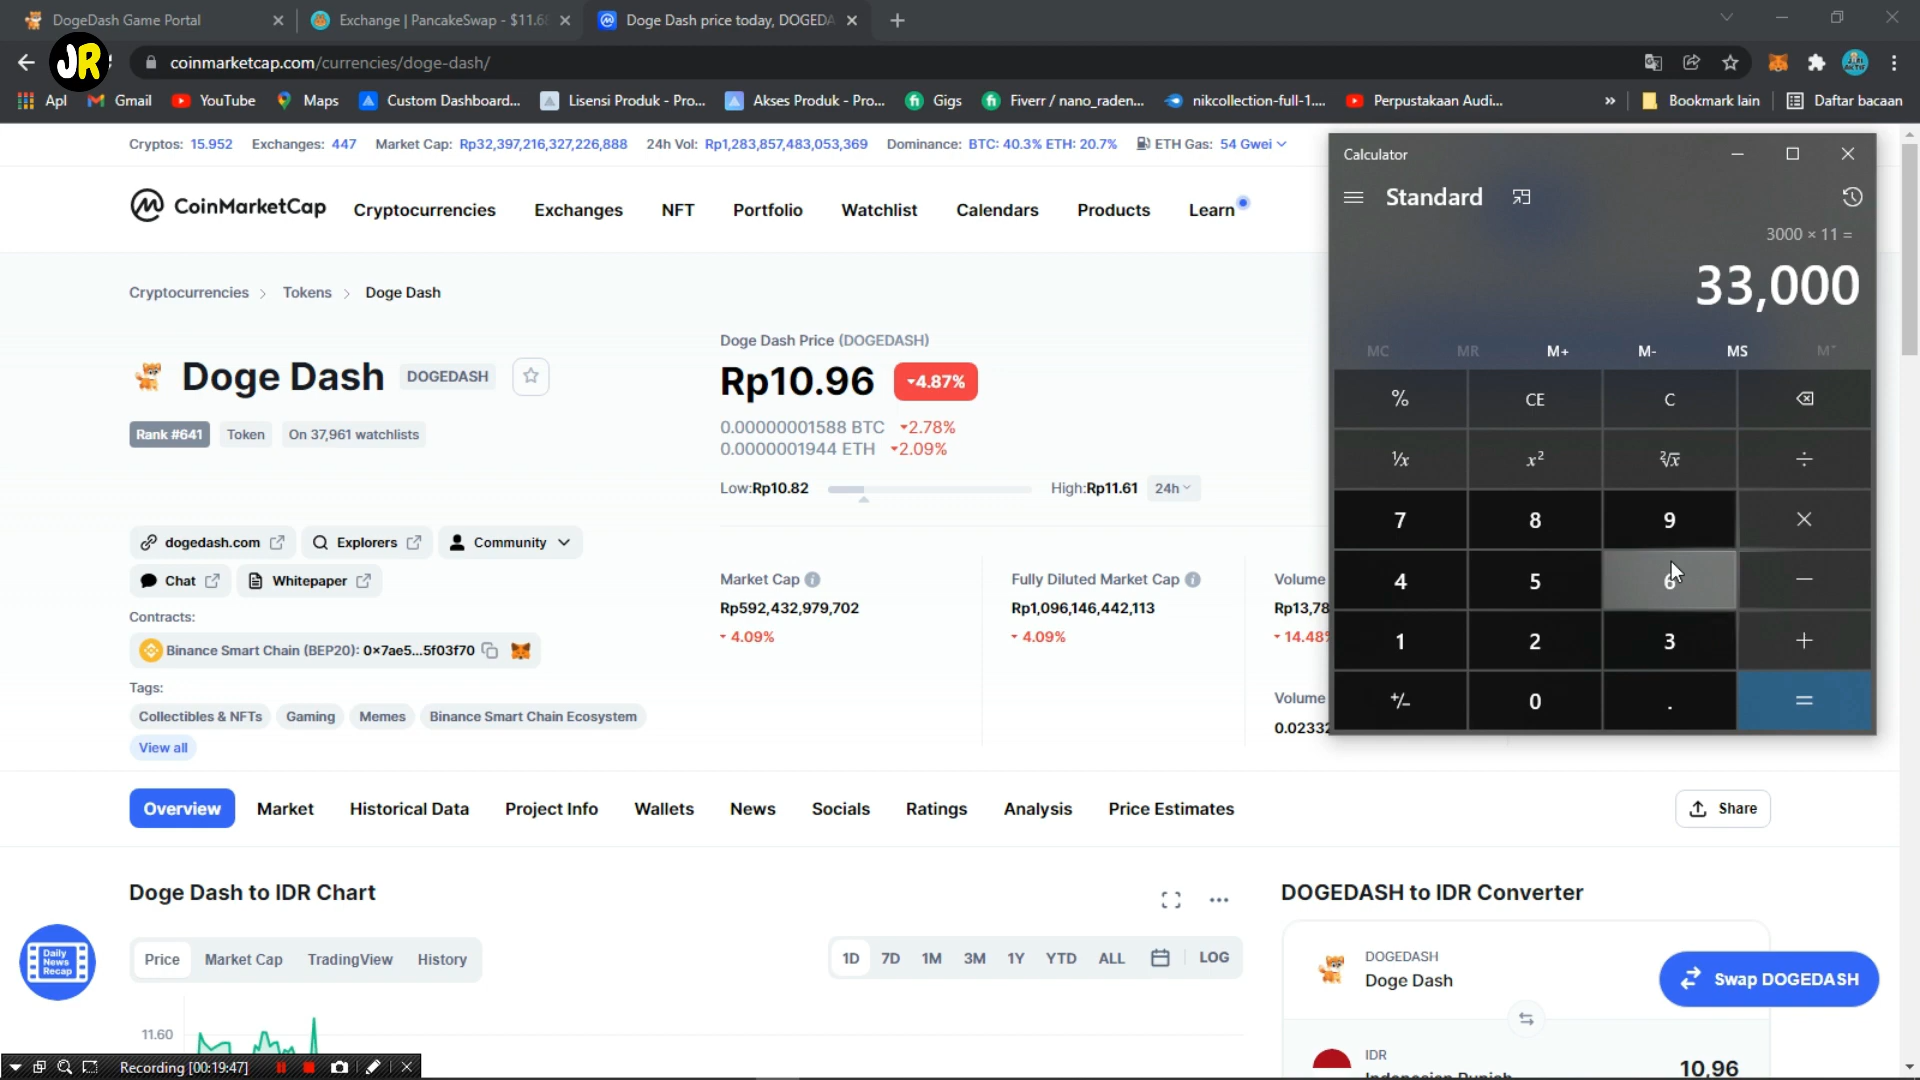 DogeDash Game Portal
Exchange | PancakeSwap - $11.6
Doge Dash price today, DOGEDA
JR
coinmarketcap.com/currencies/doge-dash/
Apl
Gmail
YouTube
Maps
Custom Dashboard...
Lisensi Produk - Pro...
Akses Produk - Pro...
Gigs
Fiverr / nano_raden...
nikcollection-full-1....
Perpustakaan Audi...
»
Bookmark lain
Daftar bacaan
Cryptos: 15.952 Exchanges: 447 Market Cap: Rp32,397,216,327,226,888 24h Vol: Rp1,283,857,483,053,369 Dominance: BTC: 40.3% ETH: 20.7% ETH Gas: 54 Gwei
CoinMarketCap
Cryptocurrencies Exchanges NFT Portfolio Watchlist Calendars Products Learn
Cryptocurrencies > Tokens > Doge Dash
Doge Dash DOGEDASH
Rank #641 Token On 37,961 watchlists
Doge Dash Price (DOGEDASH)
Rp10.96 4.87%
0.00000001588 BTC 2.78%
0.0000001944 ETH 2.09%
Low:Rp10.82 High:Rp11.61 24h
dogedash.com Explorers Community
Chat Whitepaper
Contracts:
Binance Smart Chain (BEP20): 0x7ae5...5f03f70
Tags:
Collectibles & NFTs Gaming Memes Binance Smart Chain Ecosystem
View all
Market Cap
Rp592,432,979,702
4.09%
Fully Diluted Market Cap
Rp1,096,146,442,113
4.09%
Volume
Rp13,78
14.48%
Volume
0.02332
Calculator
Standard
3000 × 11 =
33,000
MC MR M+ M- MS M˅
% CE C
¹/x x² ²√x ÷
7 8 9 ×
4 5 6 −
1 2 3 +
+/− 0 . =
Overview Market Historical Data Project Info Wallets News Socials Ratings Analysis Price Estimates
Share
Doge Dash to IDR Chart
Price Market Cap TradingView History
1D 7D 1M 3M 1Y YTD ALL LOG
11.60
Daily
News
Recap
DOGEDASH to IDR Converter
DOGEDASH
Doge Dash
Swap DOGEDASH
IDR
Indonesian Rupiah
10.96
Recording [00:19:47]